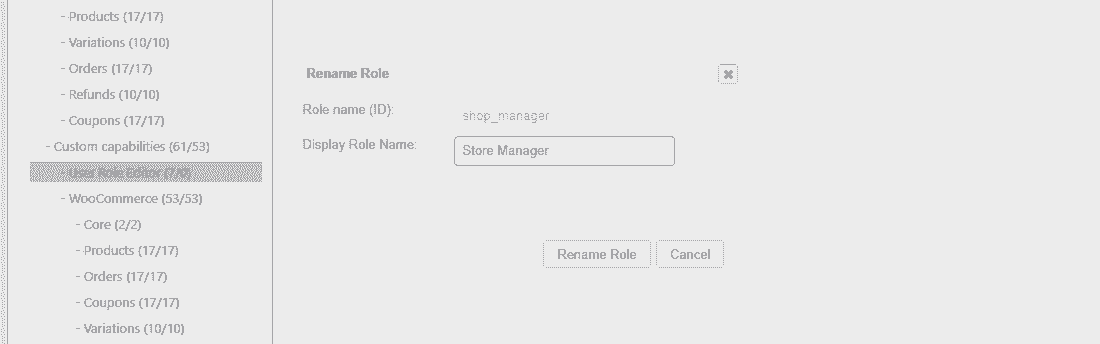 - Products (17/17)
- Variations (10/10)
- Orders (17/17)
- Refunds (10/10)
- Coupons (17/17)
- Custom capabilities (61/53)
- User Role Editor
- WooCommerce (53/53)
- Core (2/2)
- Products (17/17)
- Orders (17/17)
- Coupons (17/17)
- Variations (10/10)
Rename Role
Role name (ID): shop_manager
Display Role Name: Store Manager
Rename Role Cancel